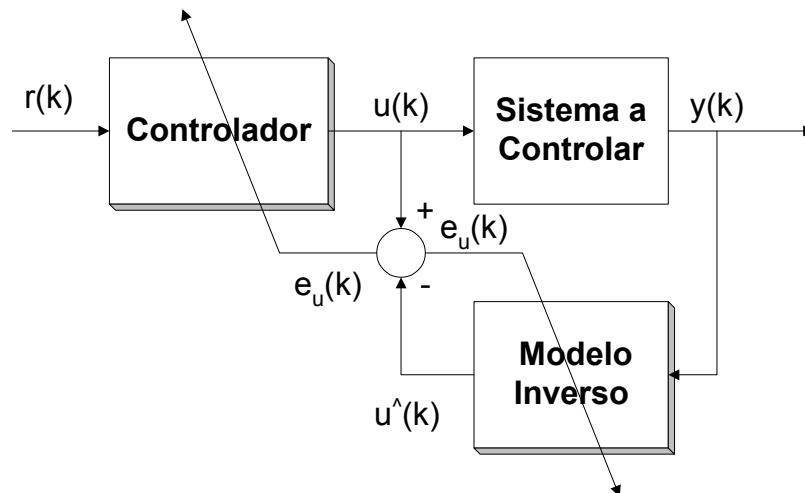 r(k)
Controlador
u(k)
Sistema a
Controlar
y(k)
+
e_u(k)
e_u(k)
-
Modelo
Inverso
u^(k)